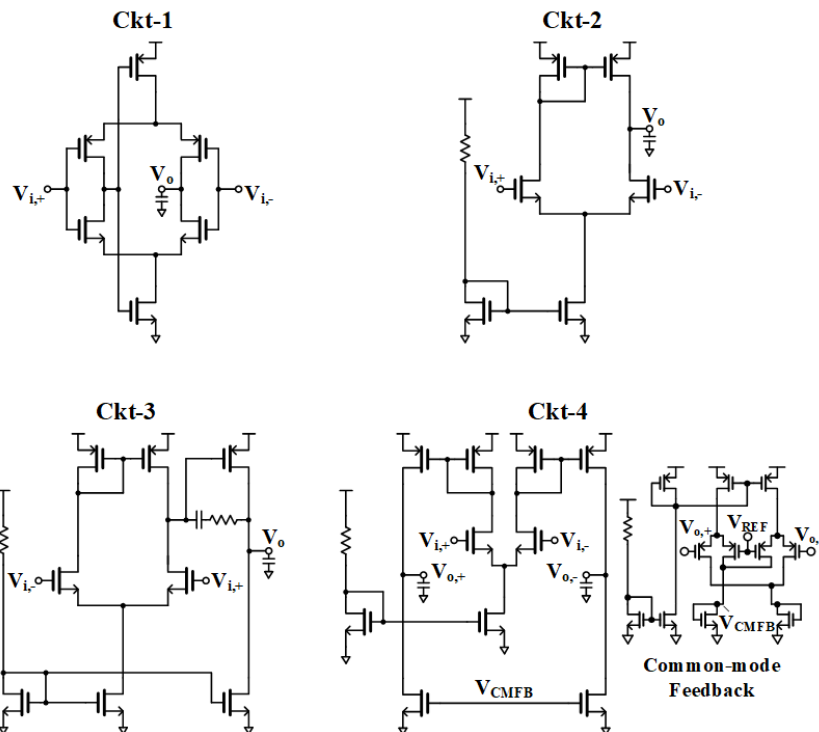 Ckt-1
Ckt-2
Vi,+
Vo
Vi,-
Vi,+
Vo
Vi,-
Ckt-3
Ckt-4
Vi,-
Vi,+
Vo
Vi,+
Vi,-
Vo,+
Vo,-
VCMFB
Vo,+
VREF
Vo,
VCMFB
Common-mode
Feedback